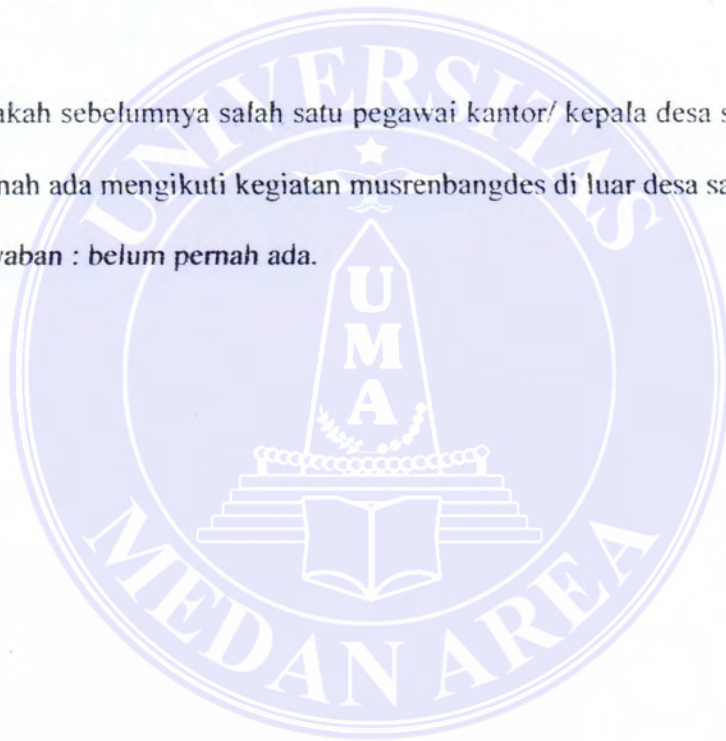 akah sebelumnya salah satu pegawai kantor/ kepala desa s
nah ada mengikuti kegiatan musrenbangdes di luar desa sa
vaban : belum pernah ada.
UNIVERSITAS
UMA
MEDAN AREA